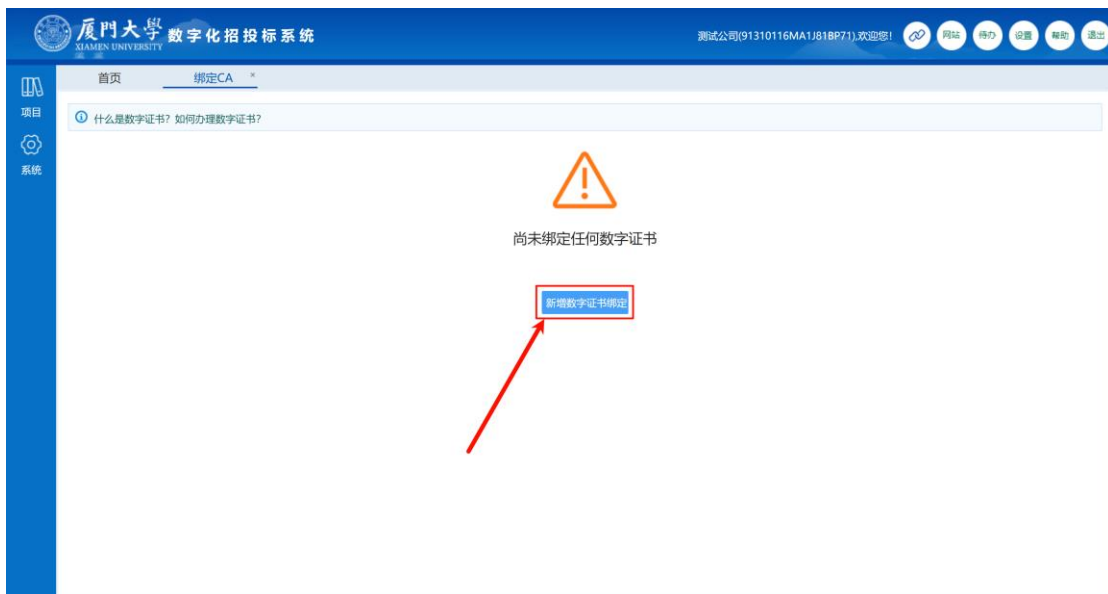 厦門大學 数字化招投标系统
XIAMEN UNIVERSITY
测试公司(91310116MA1J81BP71),欢迎您!
网站
待办
设置
帮助
退出
首页
绑定CA ×
项目
系统
什么是数字证书? 如何办理数字证书?
尚未绑定任何数字证书
新增数字证书绑定